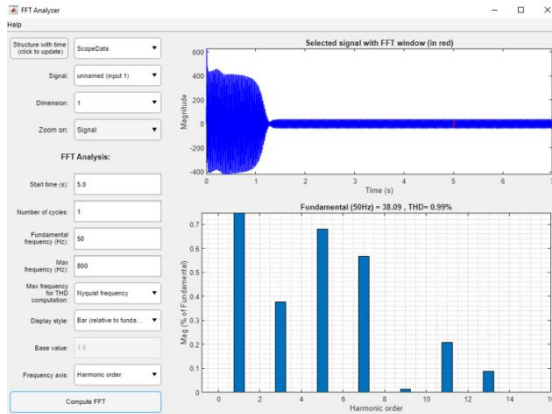 FFT Analyzer
Help
Structure with time
(click to update)
ScopeData
Signal:
unnamed (input 1)
Dimension:
1
Zoom on:
Signal
FFT Analysis:
Start time (s):
5.0
Number of cycles:
1
Fundamental
frequency (Hz):
50
Max
frequency (Hz):
800
Max frequency
for THD
computation:
Nyquist frequency
Display style:
Bar (relative to funda...
Base value:
1.0
Frequency axis:
Harmonic order
Compute FFT
Selected signal with FFT window (in red)
600
400
200
0
-200
-400
Magnitude
0 1 2 3 4 5 6 7
Time (s)
Fundamental (50Hz) = 38.09 , THD= 0.99%
0.7
0.6
0.5
0.4
0.3
0.2
0.1
0
Mag (% of Fundamental)
0 2 4 6 8 10 12 14 16
Harmonic order